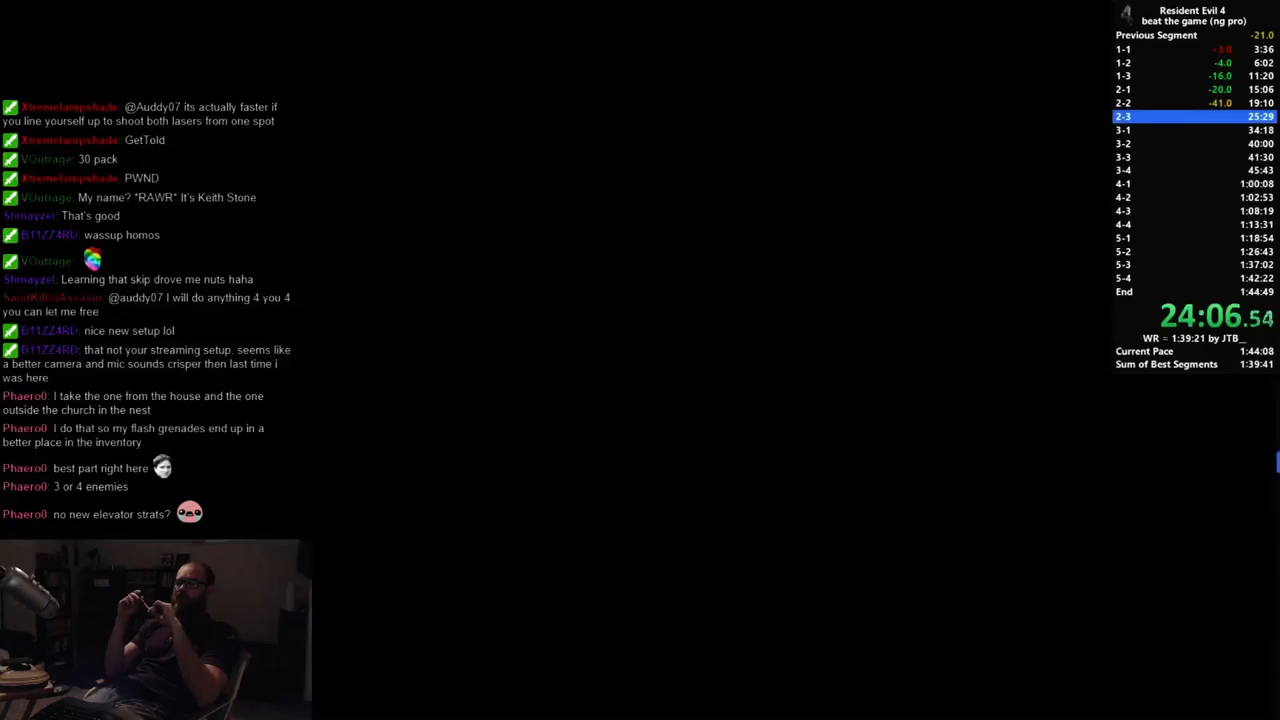 Xtremelampshade: @Auddy07 its actually faster if
you line yourself up to shoot both lasers from one spot
Xtremelampshade: GetTold
VOutrage: 30 pack
Xtremelampshade: PWND
VOutrage: My name? *RAWR* It's Keith Stone
Shmayzel: That's good
B11ZZ4RD: wassup homos
VOutrage:
Shmayzel: Learning that skip drove me nuts haha
SaintKillerAssasin: @auddy07 I will do anything 4 you 4
you can let me free
B11ZZ4RD: nice new setup lol
B11ZZ4RD: that not your streaming setup, seems like
a better camera and mic sounds crisper then last time i
was here
Phaero0: I take the one from the house and the one
outside the church in the nest
Phaero0: I do that so my flash grenades end up in a
better place in the inventory.
Phaero0: best part right here
Phaero0: 3 or 4 enemies
Phaero0: no new elevator strats?
Resident Evil 4
beat the game (ng pro)
Previous Segment -21.0
1-1 -3.0 3:36
1-2 -4.0 6:02
1-3 -16.0 11:20
2-1 -20.0 15:06
2-2 -41.0 19:10
2-3 25:29
3-1 34:18
3-2 40:00
3-3 41:30
3-4 45:43
4-1 1:00:08
4-2 1:02:53
4-3 1:08:19
4-4 1:13:31
5-1 1:18:54
5-2 1:26:43
5-3 1:37:02
5-4 1:42:22
End 1:44:49
24:06.54
WR = 1:39:21 by JTB__
Current Pace 1:44:08
Sum of Best Segments 1:39:41